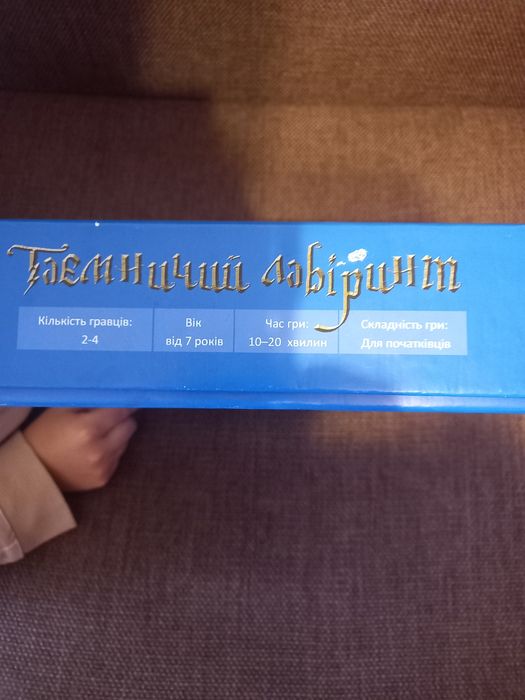 Таємничий лабіринт
Кількість гравців: Вік Час гри: Складність гри:
2-4 від 7 років 10–20 хвилин Для початківців